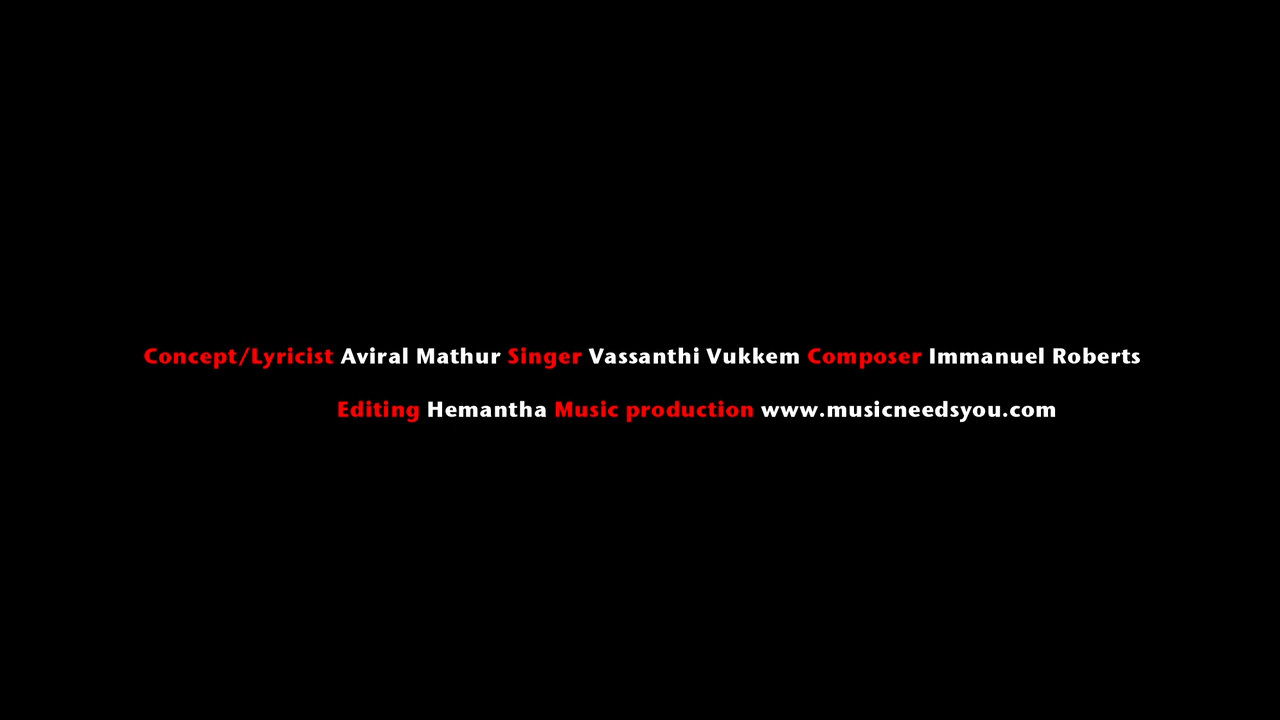 Concept/Lyricist Aviral Mathur Singer Vassanthi Vukkem Composer Immanuel Roberts
Editing Hemantha Music production www.musicneedsyou.com